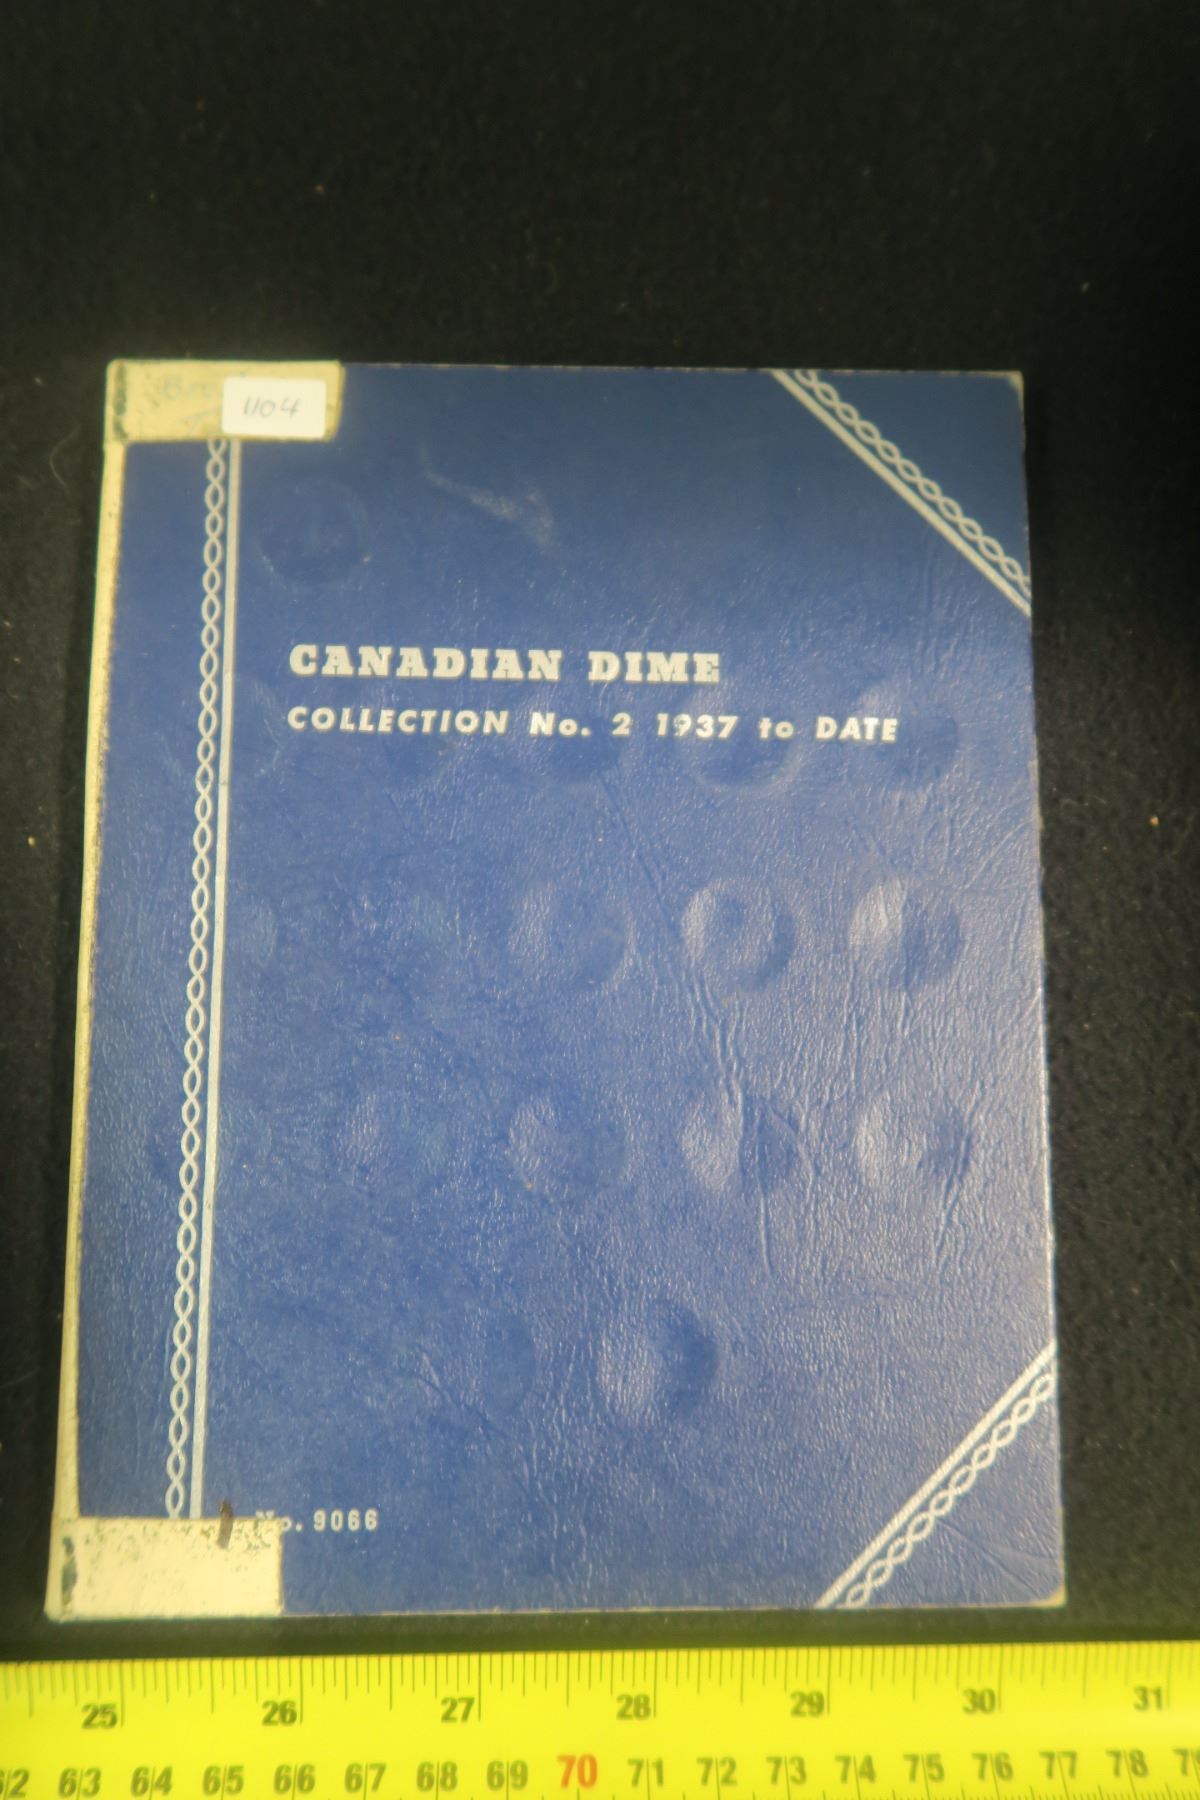 1104
CANADIAN DIME
COLLECTION No. 2 1937 to DATE
No. 9066
25 26 27 28 29 30 31
62 63 64 65 66 67 68 69 70 71 72 73 74 75 76 77 78